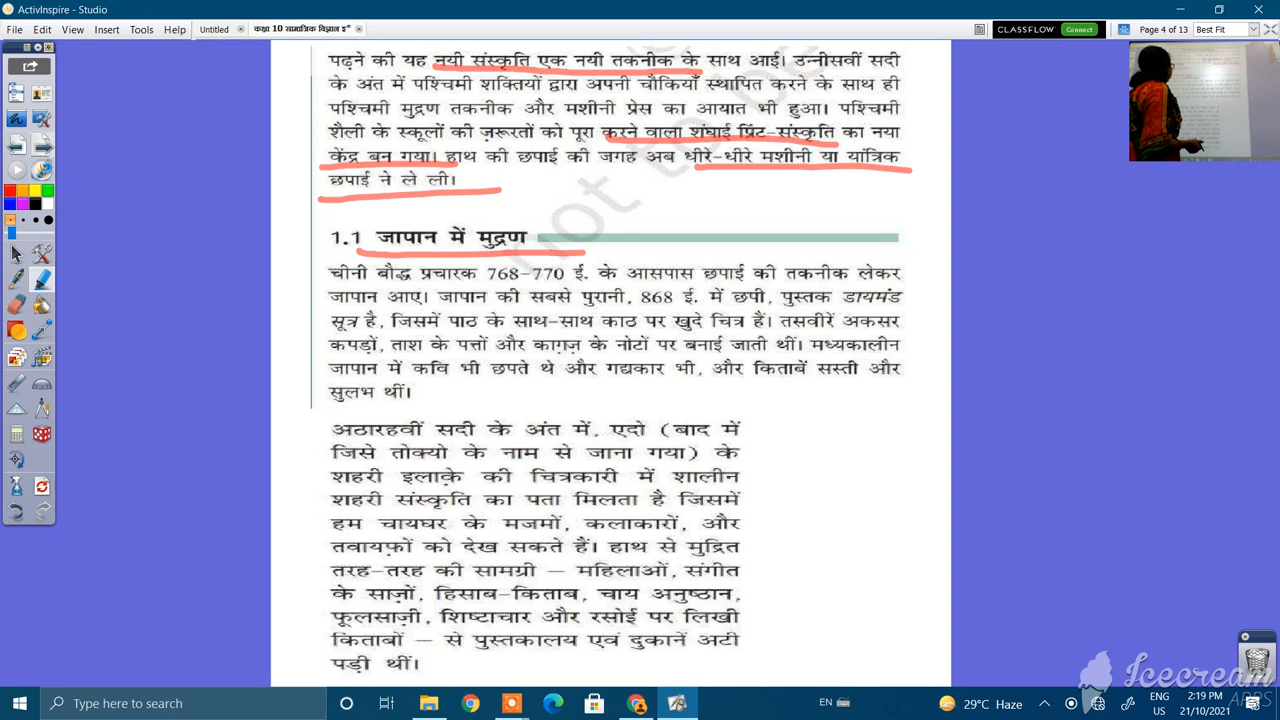 ActivInspire - Studio
File Edit View Insert Tools Help
Untitled
कक्षा 10 सामाजिक विज्ञान इ*
CLASSFLOW Connect
Page 4 of 13
Best Fit
पढ़ने की यह नयी संस्कृति एक नयी तकनीक के साथ आई। उन्नीसवीं सदी
के अंत में पश्चिमी शक्तियों द्वारा अपनी चौकियाँ स्थापित करने के साथ ही
पश्चिमी मुद्रण तकनीक और मशीनी प्रेस का आयात भी हुआ। पश्चिमी
शैली के स्कूलों की ज़रूरतों को पूरा करने वाला शंघाई प्रिंट-संस्कृति का नया
केंद्र बन गया। हाथ की छपाई की जगह अब धीरे-धीरे मशीनी या यांत्रिक
छपाई ने ले ली।
1.1 जापान में मुद्रण
चीनी बौद्ध प्रचारक 768-770 ई. के आसपास छपाई की तकनीक लेकर
जापान आए। जापान की सबसे पुरानी, 868 ई. में छपी, पुस्तक डायमंड
सूत्र है, जिसमें पाठ के साथ-साथ काठ पर खुदे चित्र हैं। तसवीरें अकसर
कपड़ों, ताश के पत्तों और काग़ज़ के नोटों पर बनाई जाती थीं। मध्यकालीन
जापान में कवि भी छपते थे और गद्यकार भी, और किताबें सस्ती और
सुलभ थीं।
अठारहवीं सदी के अंत में, एदो (बाद में
जिसे तोक्यो के नाम से जाना गया) के
शहरी इलाक़े की चित्रकारी में शालीन
शहरी संस्कृति का पता मिलता है जिसमें
हम चायघर के मजमों, कलाकारों, और
तवायफ़ों को देख सकते हैं। हाथ से मुद्रित
तरह-तरह की सामग्री – महिलाओं, संगीत
के साज़ों, हिसाब-किताब, चाय अनुष्ठान,
फूलसाज़ी, शिष्टाचार और रसोई पर लिखी
किताबों – से पुस्तकालय एवं दुकानें अटी
पड़ी थीं।
not
Icecream
APPS
Type here to search
EN
29°C Haze
ENG
US
2:19 PM
21/10/2021